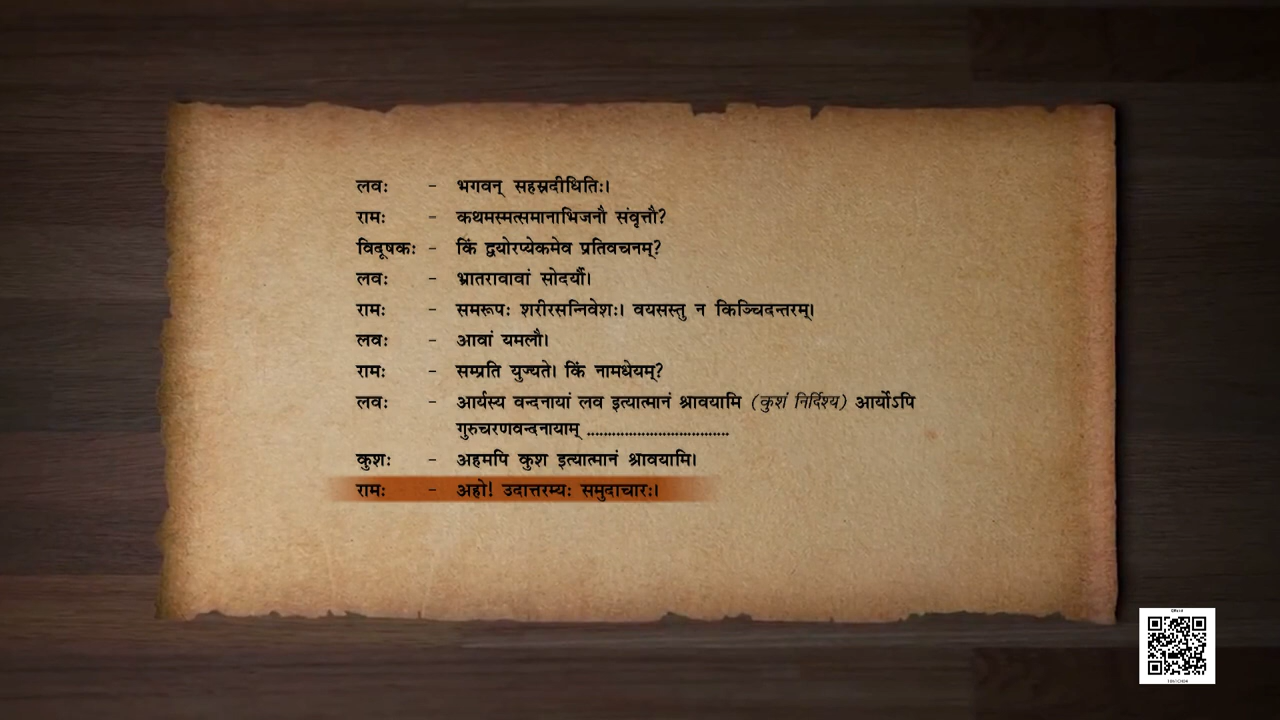 लवः - भगवन् सहस्रदीधितिः।
रामः - कथमस्मत्समानाभिजनौ संवृत्तौ?
विदूषकः - किं द्वयोरप्येकमेव प्रतिवचनम्?
लवः - भ्रातरावावां सोदर्यौ।
रामः - समरूपः शरीरसन्निवेशः। वयसस्तु न किञ्चिदन्तरम्।
लवः - आवां यमलौ।
रामः - सम्प्रति युज्यते। किं नामधेयम्?
लवः - आर्यस्य वन्दनायां लव इत्यात्मानं श्रावयामि (कुशं निर्दिश्य) आर्योऽपि
गुरुचरणवन्दनायाम् .................................
कुशः - अहमपि कुश इत्यात्मानं श्रावयामि।
रामः - अहो! उदात्तरम्यः समुदाचारः।